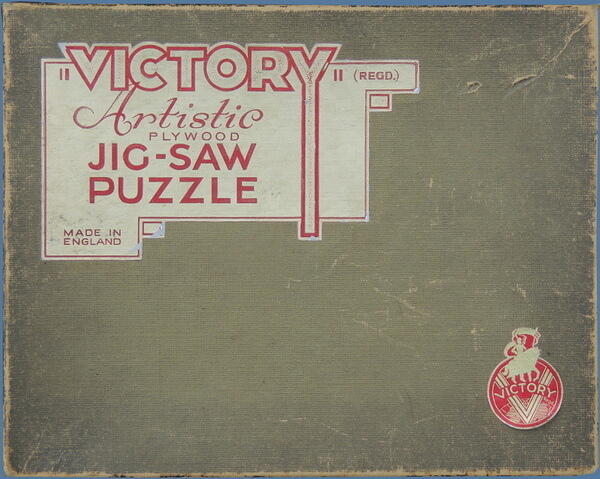 "VICTORY" (REGD.)
Artistic
PLYWOOD
JIG-SAW
PUZZLE
MADE IN
ENGLAND
VICTORY
V